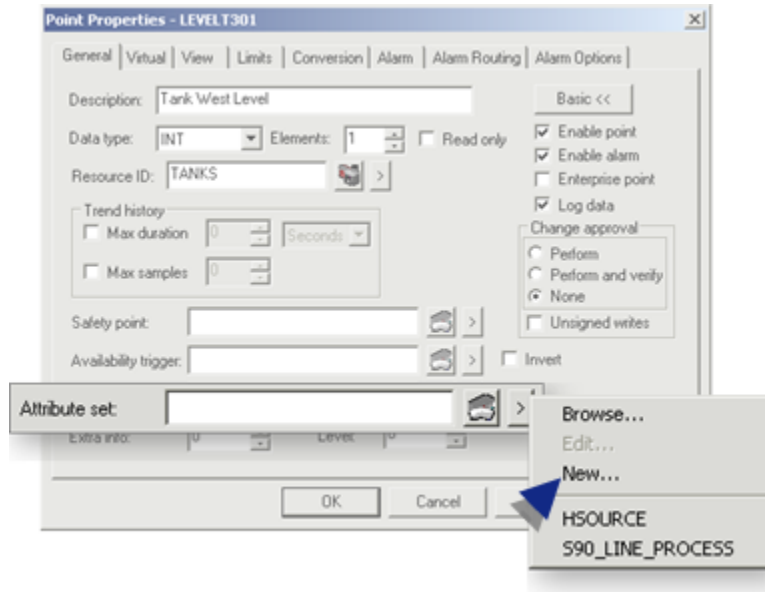 Point Properties - LEVELT301
General Virtual View Limits Conversion Alarm Alarm Routing Alarm Options
Description: Tank West Level Basic <<
Data type: INT Elements: 1 Read only Enable point
Enable alarm
Resource ID: TANKS > Enterprise point
Log data
Trend history
Max duration 0 Seconds
Max samples 0
Change approval
Perform
Perform and verify
None
Unsigned writes
Safety point: >
Availability trigger: > Invert
Attribute set: >
Extra info: 0 Level: 0
OK Cancel
Browse...
Edit...
New...
HSOURCE
S90_LINE_PROCESS